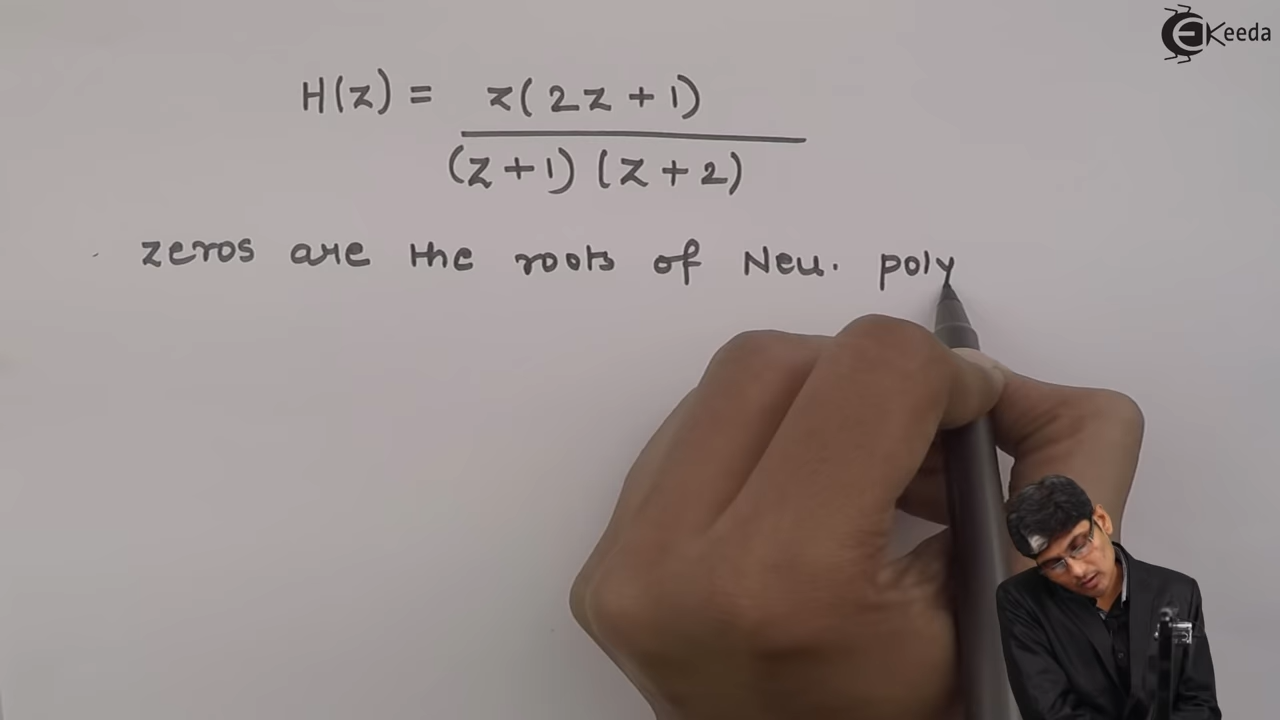 EKeeda
H(z) = z(2z+1)
(z+1) (z+2)
zeros are the roots of Neu. poly